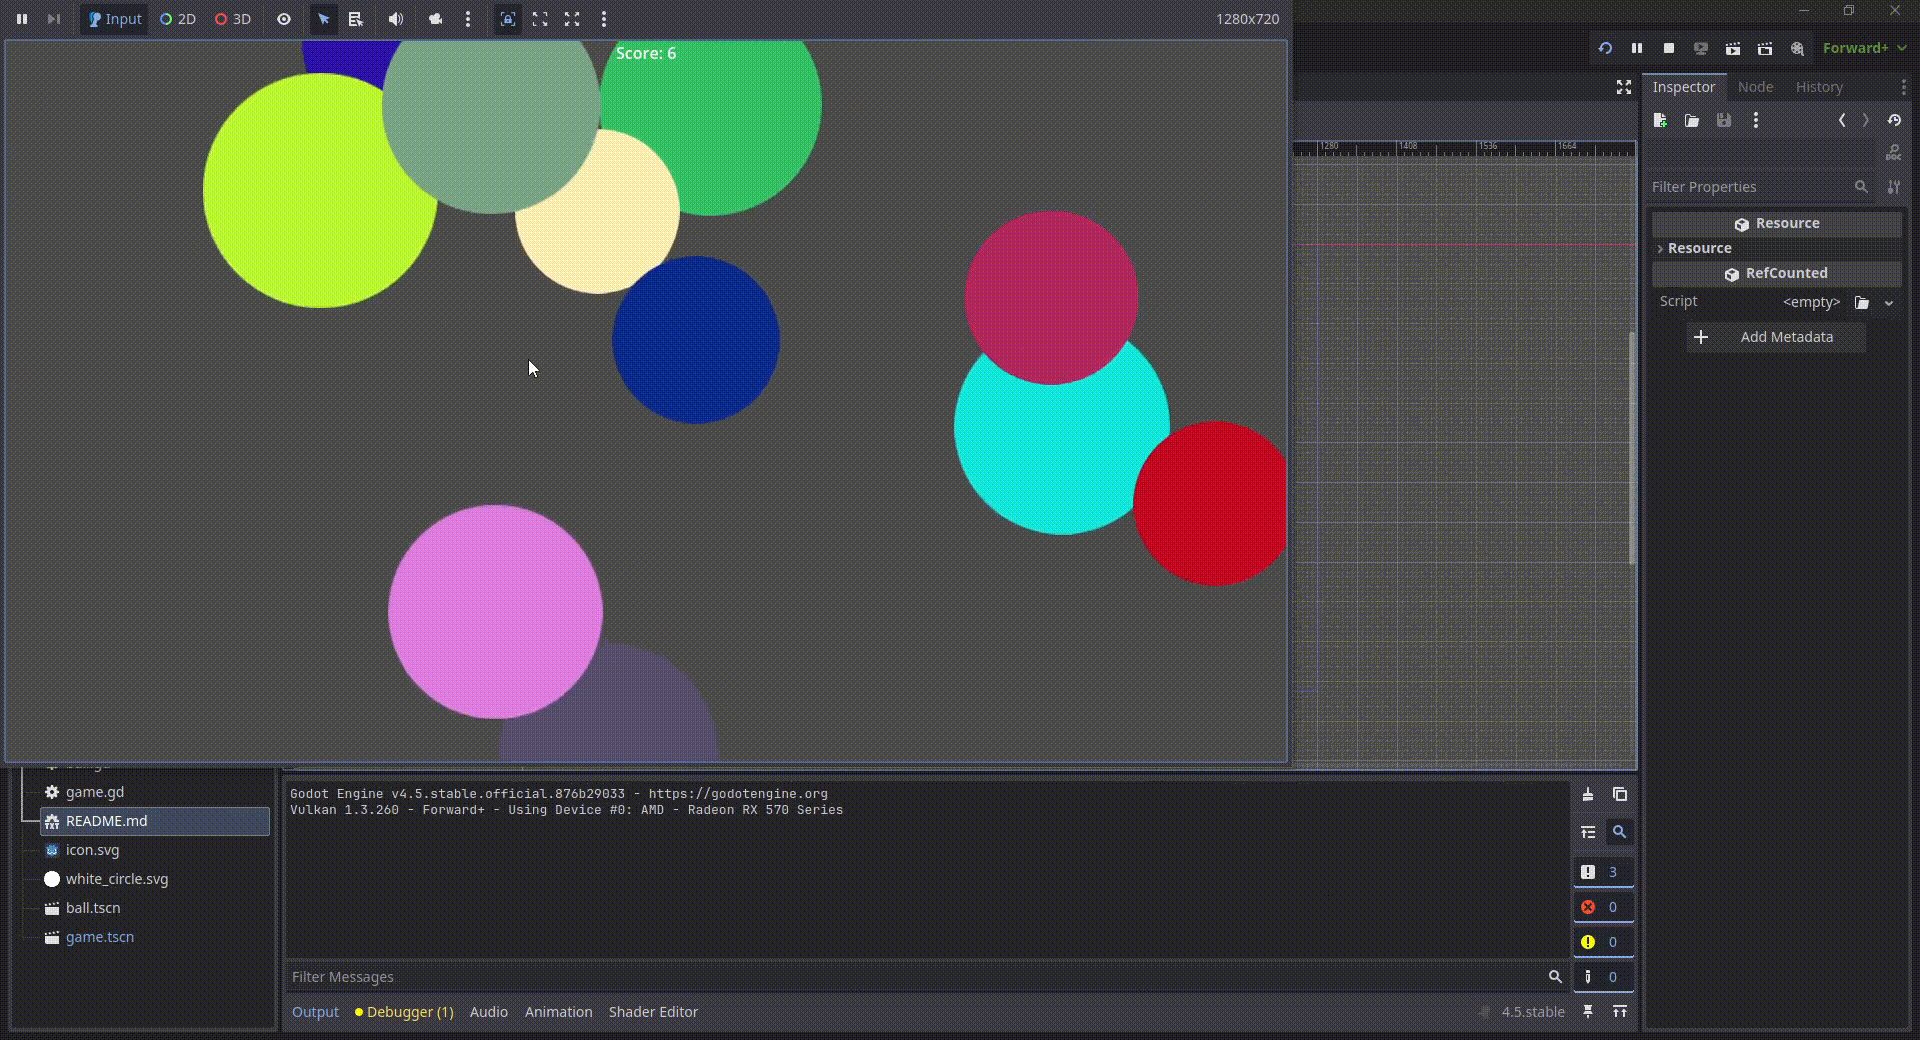 Input
2D
3D
1280x720
Score: 6
Forward+
Inspector
Node
History
1280
1408
1536
1664
DOC
Filter Properties
Resource
Resource
RefCounted
Script
<empty>
Add Metadata
game.gd
README.md
icon.svg
white_circle.svg
ball.tscn
game.tscn
Godot Engine v4.5.stable.official.876b29033 - https://godotengine.org
Vulkan 1.3.260 - Forward+ - Using Device #0: AMD - Radeon RX 570 Series
3
0
0
0
Filter Messages
Output
Debugger (1)
Audio
Animation
Shader Editor
4.5.stable